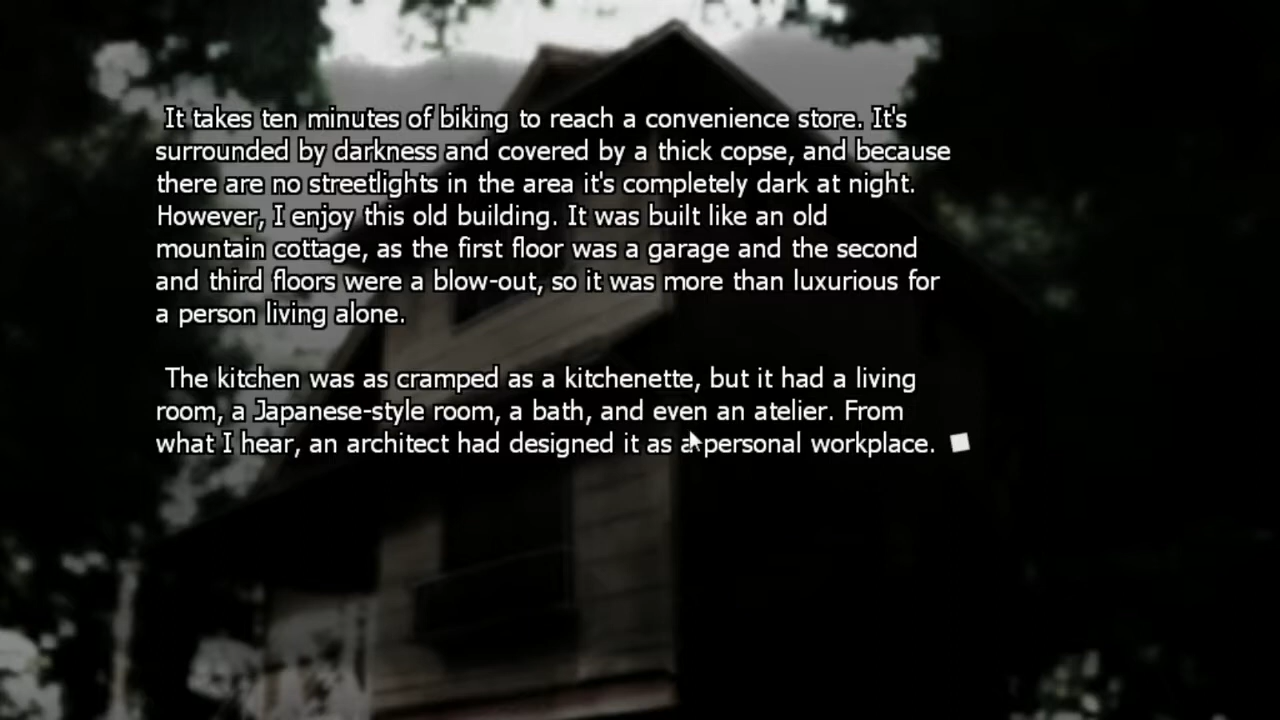 It takes ten minutes of biking to reach a convenience store. It's
surrounded by darkness and covered by a thick copse, and because
there are no streetlights in the area it's completely dark at night.
However, I enjoy this old building. It was built like an old
mountain cottage, as the first floor was a garage and the second
and third floors were a blow-out, so it was more than luxurious for
a person living alone.
The kitchen was as cramped as a kitchenette, but it had a living
room, a Japanese-style room, a bath, and even an atelier. From
what I hear, an architect had designed it as a personal workplace.